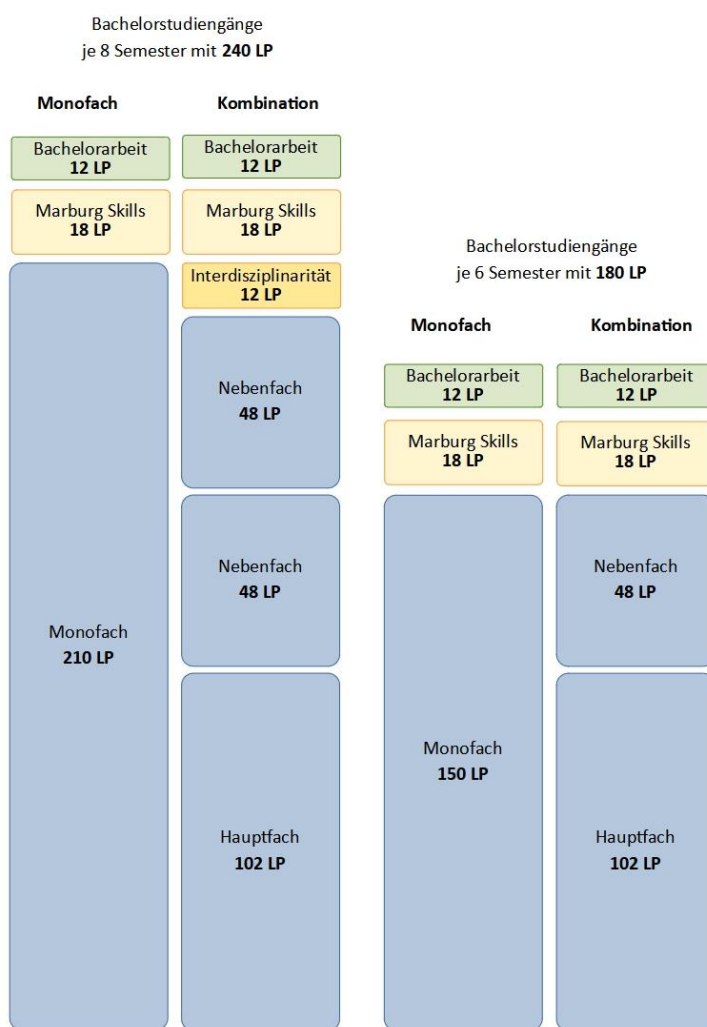 Bachelorstudiengänge
je 8 Semester mit 240 LP
Monofach
Bachelorarbeit
12 LP
Marburg Skills
18 LP
Monofach
210 LP
Kombination
Bachelorarbeit
12 LP
Marburg Skills
18 LP
Interdisziplinarität
12 LP
Nebenfach
48 LP
Nebenfach
48 LP
Hauptfach
102 LP
Bachelorstudiengänge
je 6 Semester mit 180 LP
Monofach
Bachelorarbeit
12 LP
Marburg Skills
18 LP
Monofach
150 LP
Kombination
Bachelorarbeit
12 LP
Marburg Skills
18 LP
Nebenfach
48 LP
Hauptfach
102 LP